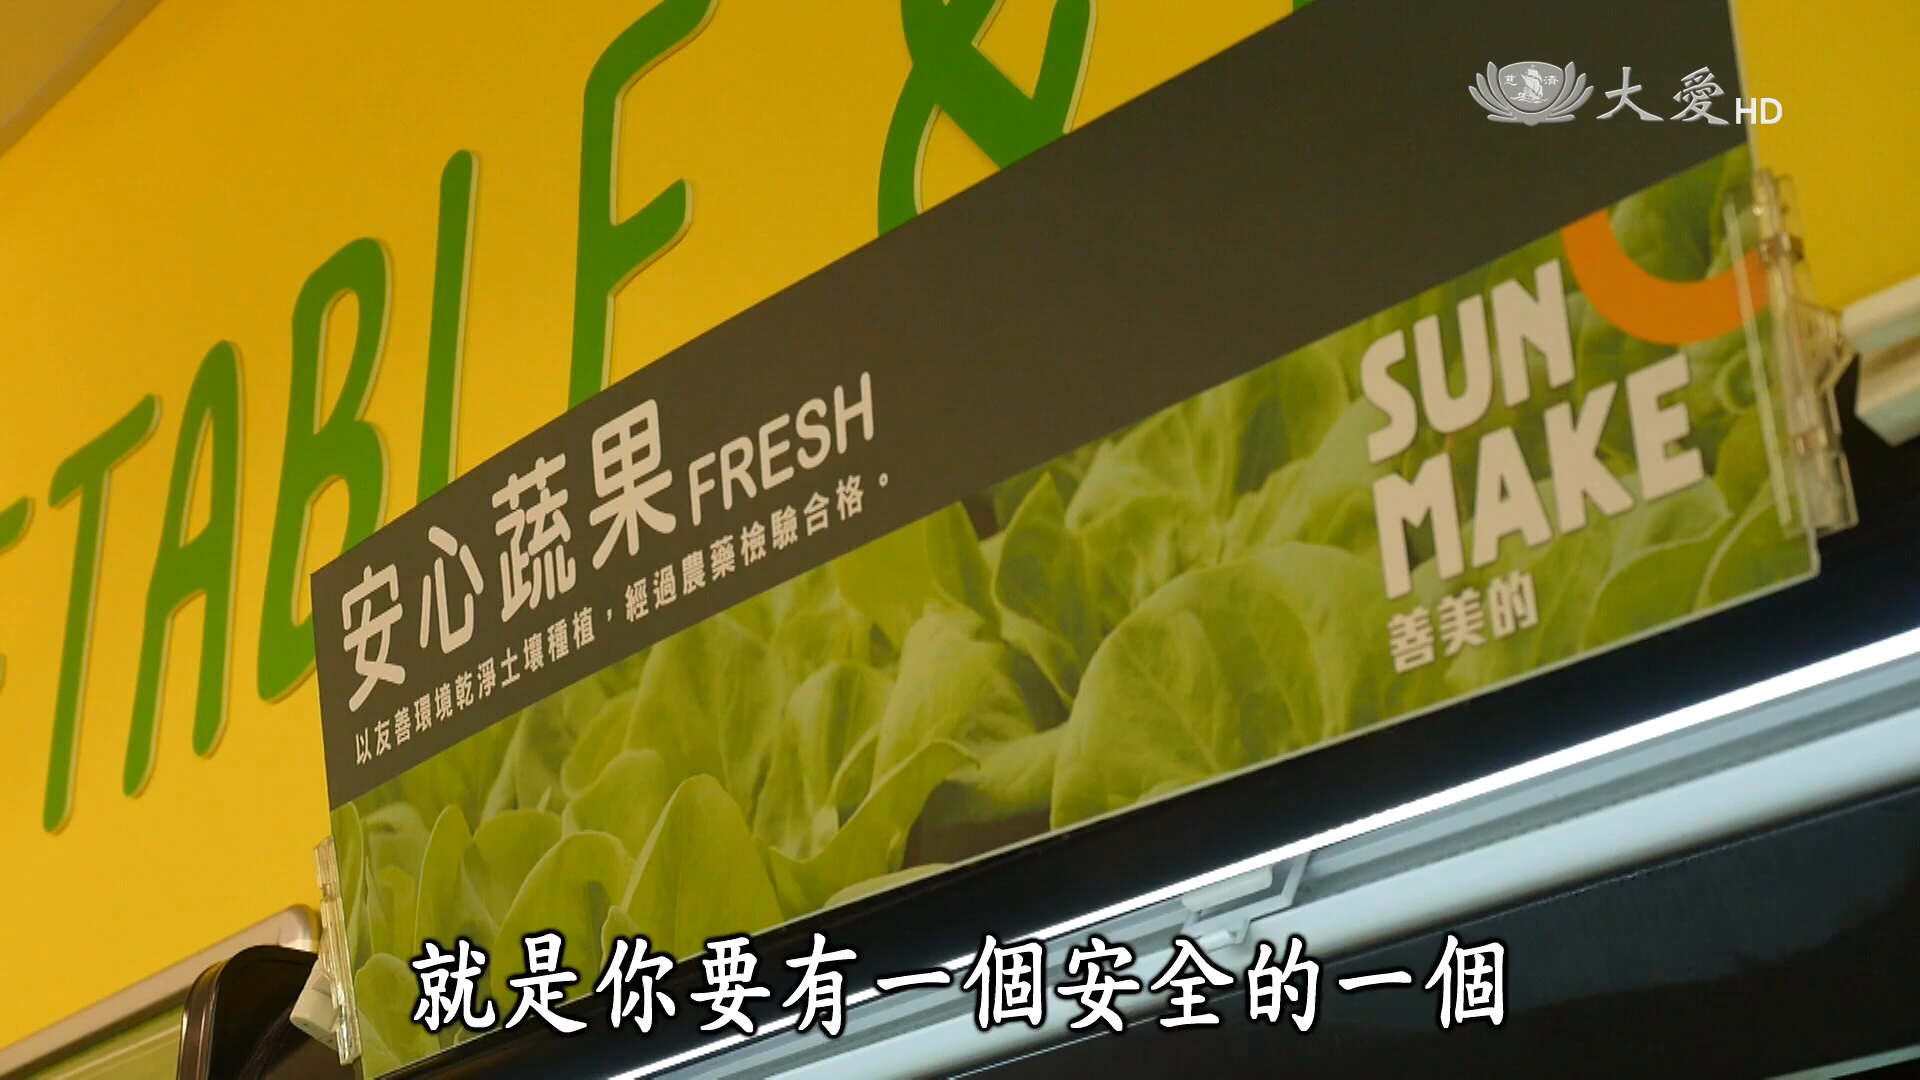 ETABLE &
慈濟
大愛HD
安心蔬果FRESH
以友善環境乾淨土壤種植，經過農藥檢驗合格。
SUN
MAKE
善美的
就是你要有一個安全的一個